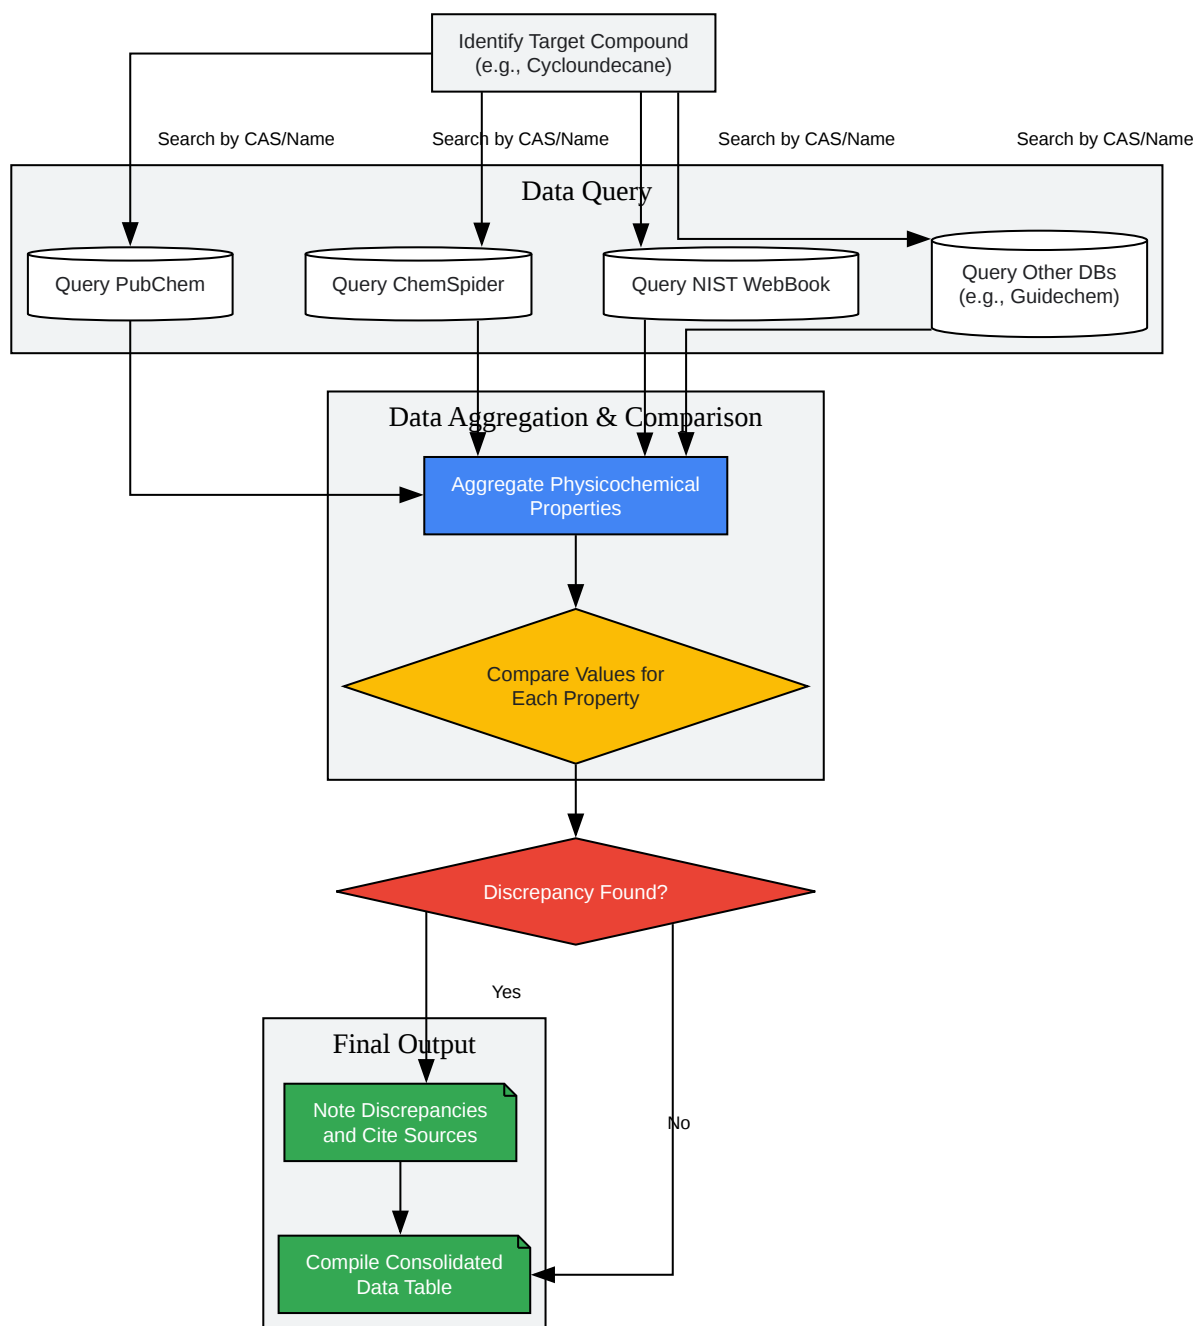 Identify Target Compound
(e.g., Cycloundecane)
Search by CAS/Name
Search by CAS/Name
Search by CAS/Name
Search by CAS/Name
Data Query
Query PubChem
Query ChemSpider
Query NIST WebBook
Query Other DBs
(e.g., Guidechem)
Data Aggregation & Comparison
Aggregate Physicochemical
Properties
Compare Values for
Each Property
Discrepancy Found?
Yes
No
Final Output
Note Discrepancies
and Cite Sources
Compile Consolidated
Data Table